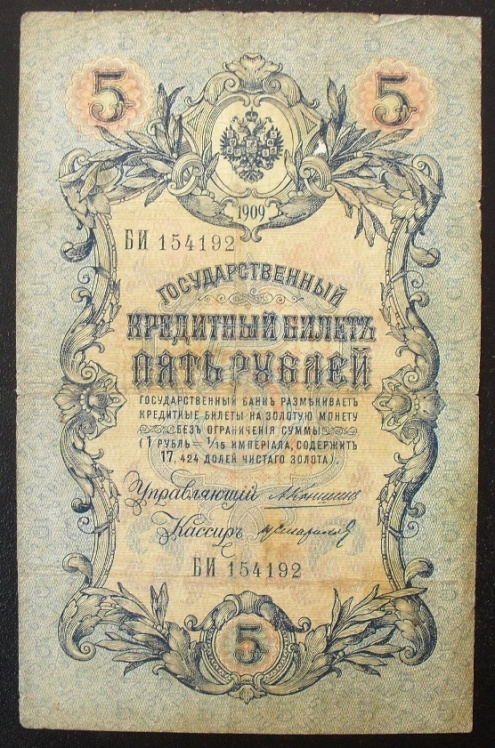 5 5
1909
БИ 154192
ГОСУДАРСТВЕННЫЙ
КРЕДИТНЫЙ БИЛЕТЪ
ПЯТЬ РУБЛЕЙ
ГОСУДАРСТВЕННЫЙ БАНКЪ РАЗМѢНИВАЕТЪ
КРЕДИТНЫЕ БИЛЕТЫ НА ЗОЛОТУЮ МОНЕТУ
БЕЗЪ ОГРАНИЧЕНІЯ СУММЫ
(1 РУБЛЬ = 1/15 ИМПЕРІАЛА, СОДЕРЖИТЪ
17,424 ДОЛЕЙ ЧИСТАГО ЗОЛОТА).
Управляющій
Кассиръ
БИ 154192
5